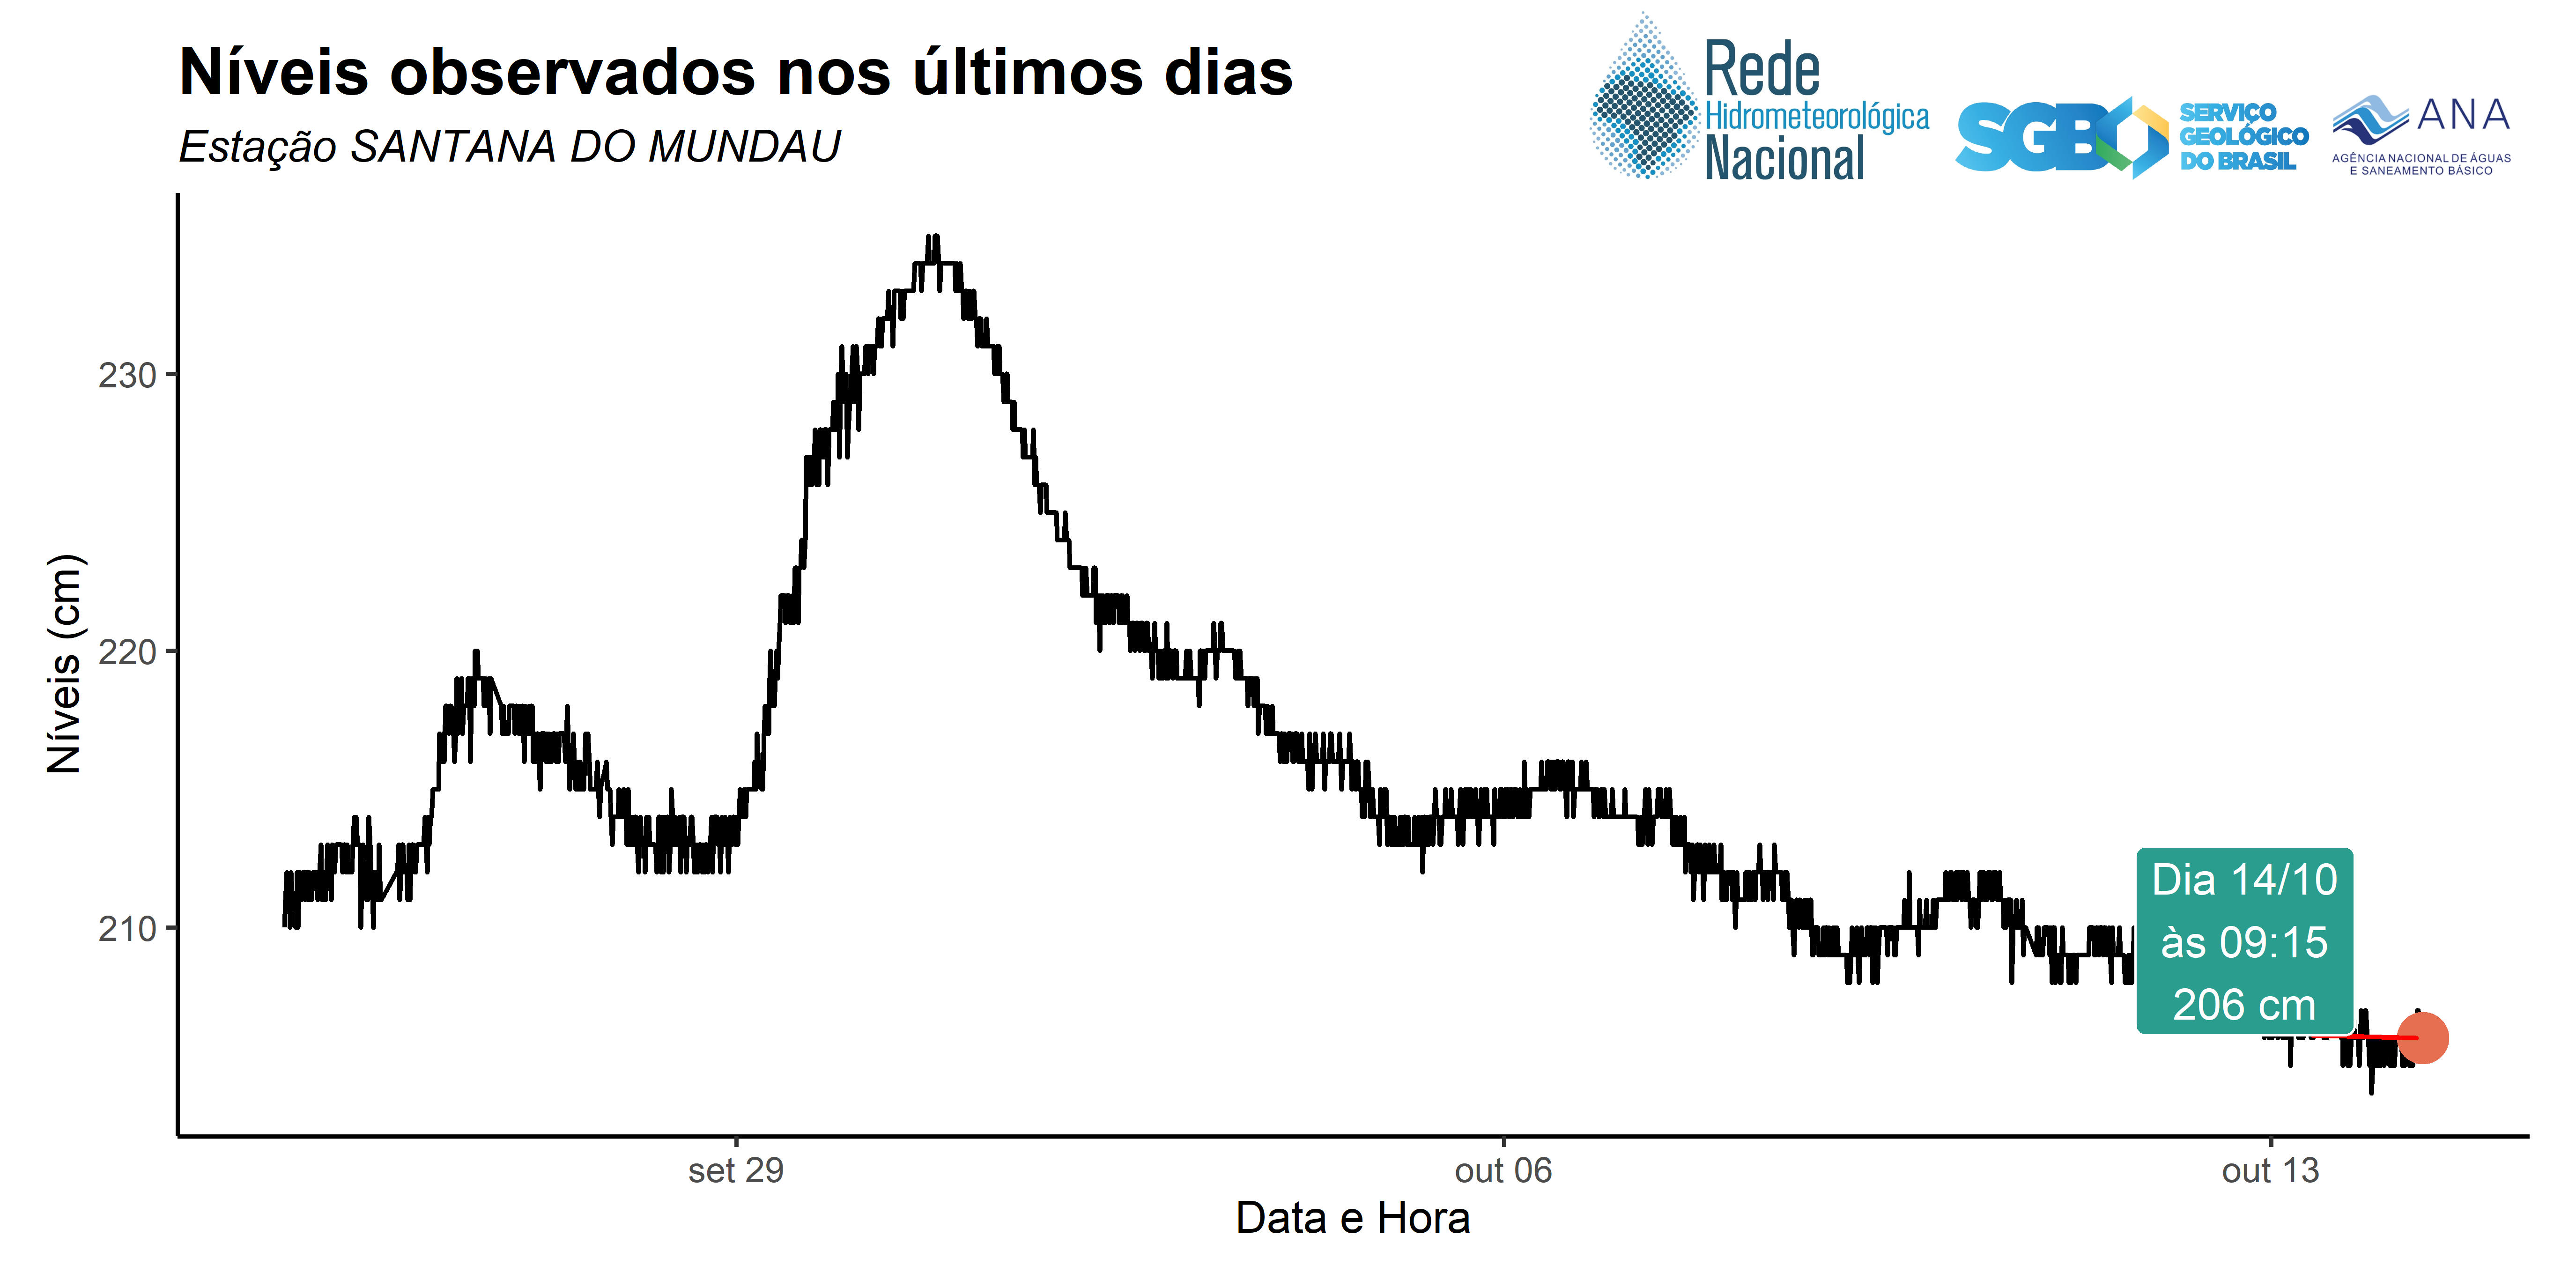 Níveis observados nos últimos dias
Estação SANTANA DO MUNDAU
Rede
Hidrometeorológica
Nacional
SGB
SERVIÇO
GEOLÓGICO
DO BRASIL
ANA
AGÊNCIA NACIONAL DE ÁGUAS
E SANEAMENTO BÁSICO
Níveis (cm)
230
220
210
Dia 14/10
às 09:15
206 cm
set 29
out 06
out 13
Data e Hora